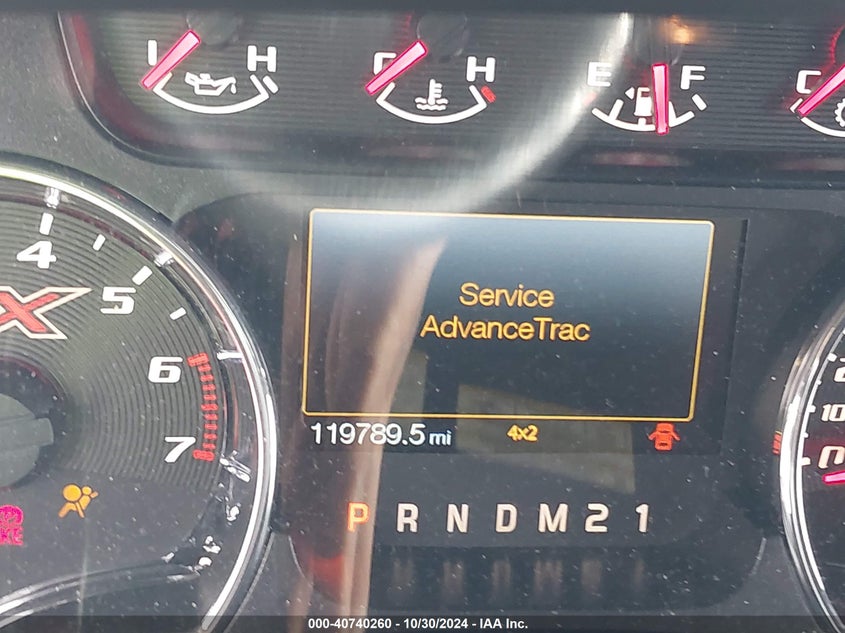 H
H
E F
C
4
5
6
7
X
Service
AdvanceTrac
119789.5 mi 4x2
P R N D M 2 1
10
000-40740260 - 10/30/2024 - IAA Inc.